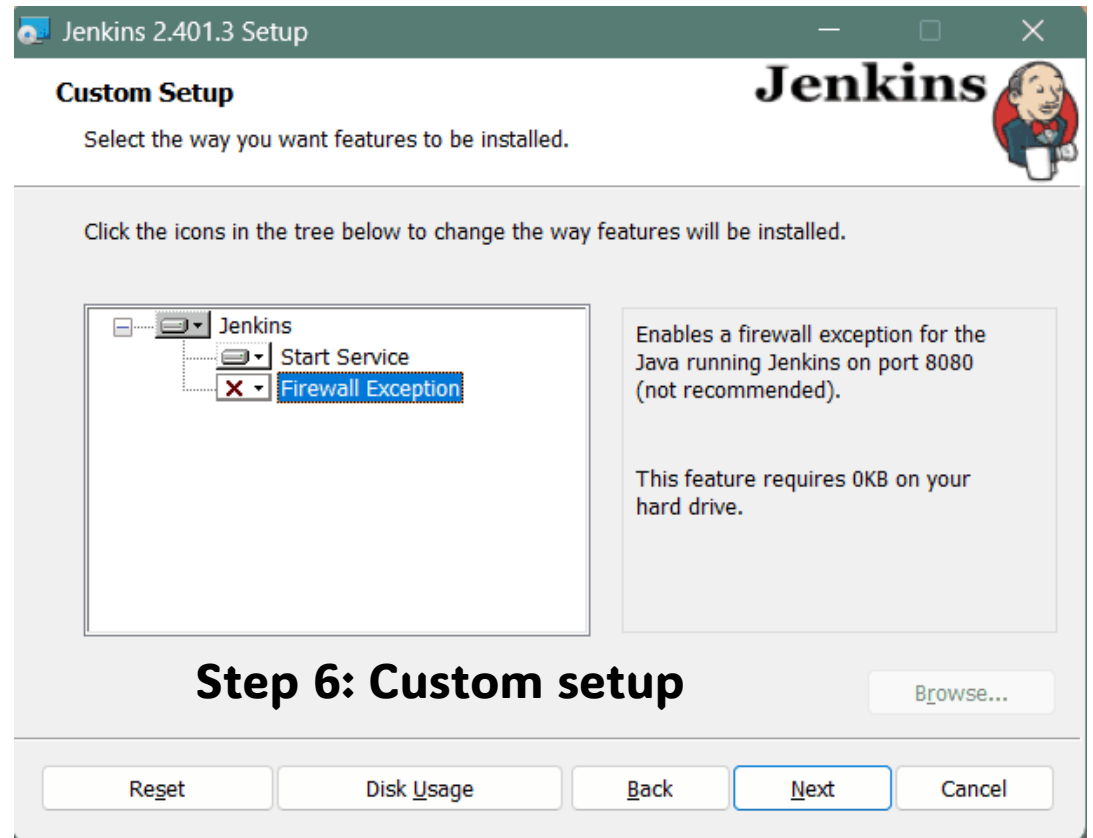 Jenkins 2.401.3 Setup
Custom Setup
Jenkins
Select the way you want features to be installed.
Click the icons in the tree below to change the way features will be installed.
Jenkins
Start Service
Firewall Exception
Enables a firewall exception for the
Java running Jenkins on port 8080
(not recommended).
This feature requires 0KB on your
hard drive.
Step 6: Custom setup
Browse...
Reset
Disk Usage
Back
Next
Cancel